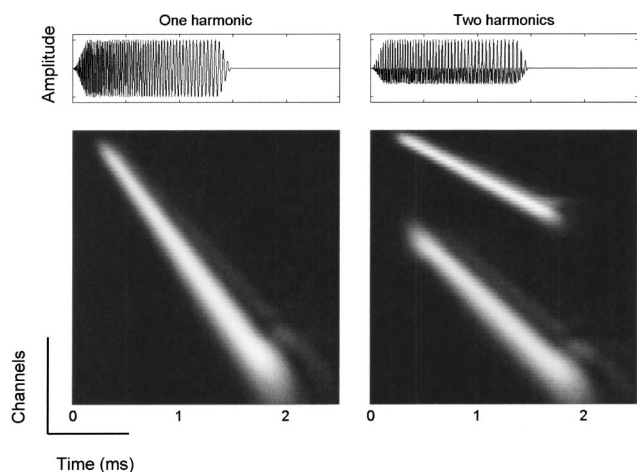 One harmonic
Two harmonics
Amplitude
Channels
0 1 2
0 1 2
Time (ms)